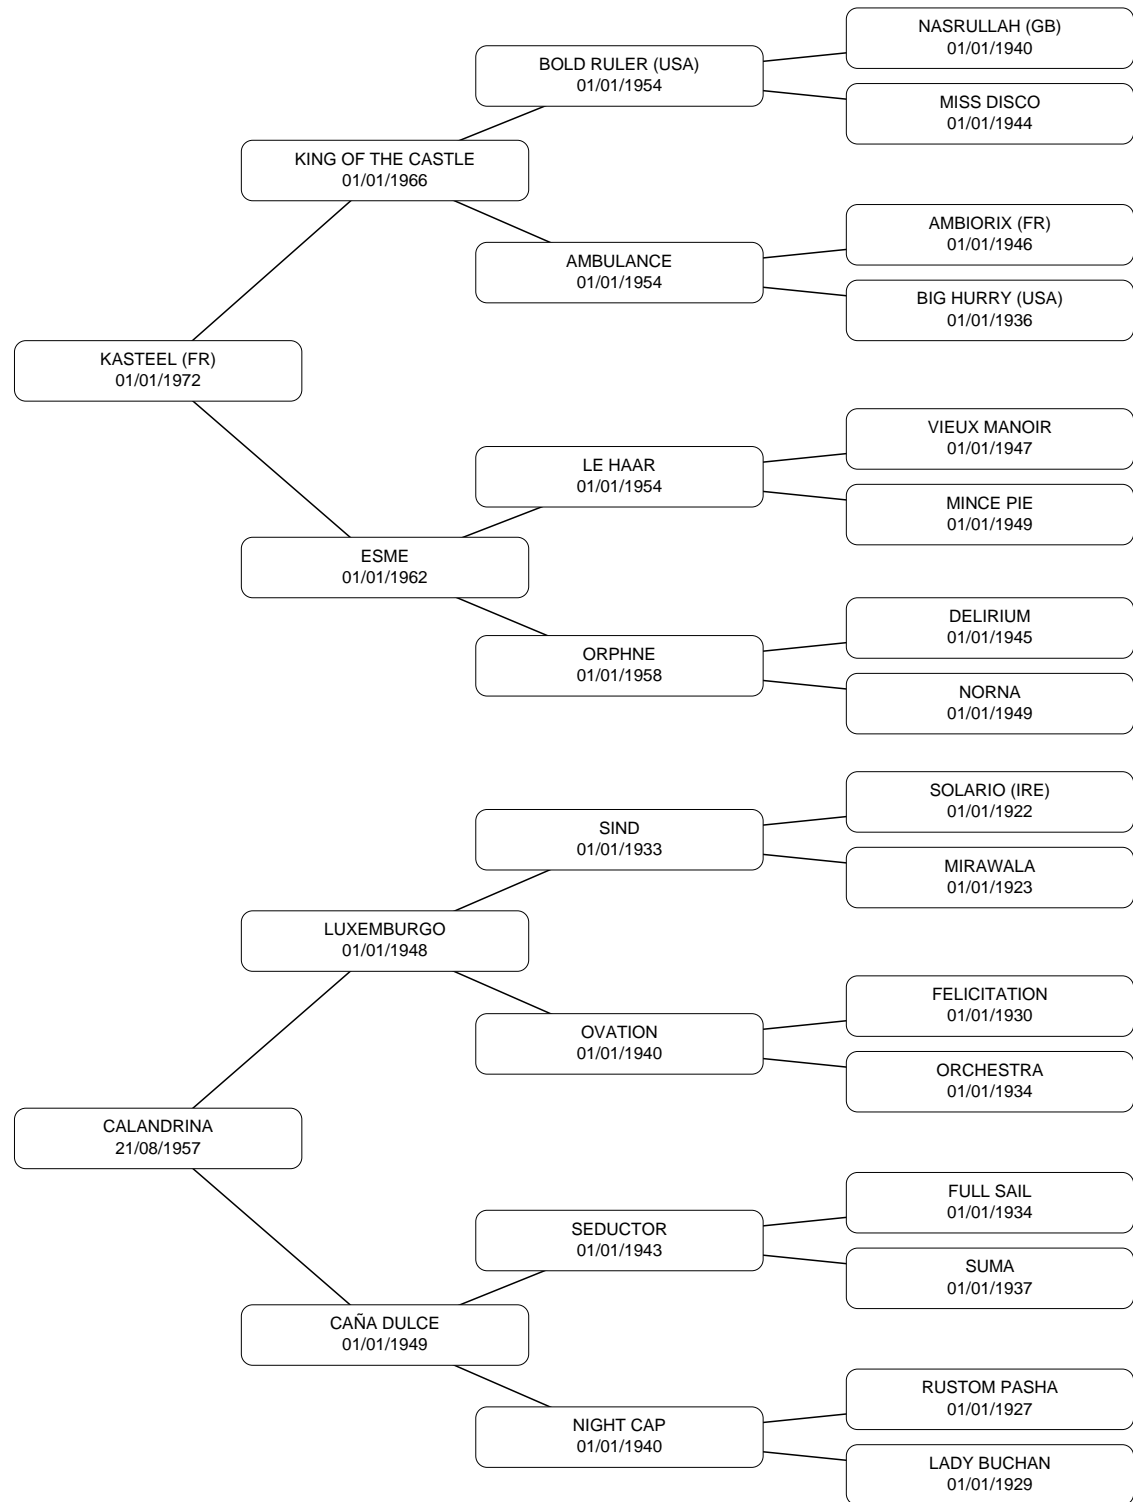 NASRULLAH (GB)
01/01/1940
BOLD RULER (USA)
01/01/1954
MISS DISCO
01/01/1944
KING OF THE CASTLE
01/01/1966
AMBIORIX (FR)
01/01/1946
AMBULANCE
01/01/1954
BIG HURRY (USA)
01/01/1936
KASTEEL (FR)
01/01/1972
VIEUX MANOIR
01/01/1947
LE HAAR
01/01/1954
MINCE PIE
01/01/1949
ESME
01/01/1962
DELIRIUM
01/01/1945
ORPHNE
01/01/1958
NORNA
01/01/1949
SOLARIO (IRE)
01/01/1922
SIND
01/01/1933
MIRAWALA
01/01/1923
LUXEMBURGO
01/01/1948
FELICITATION
01/01/1930
OVATION
01/01/1940
ORCHESTRA
01/01/1934
CALANDRINA
21/08/1957
FULL SAIL
01/01/1934
SEDUCTOR
01/01/1943
SUMA
01/01/1937
CAÑA DULCE
01/01/1949
RUSTOM PASHA
01/01/1927
NIGHT CAP
01/01/1940
LADY BUCHAN
01/01/1929